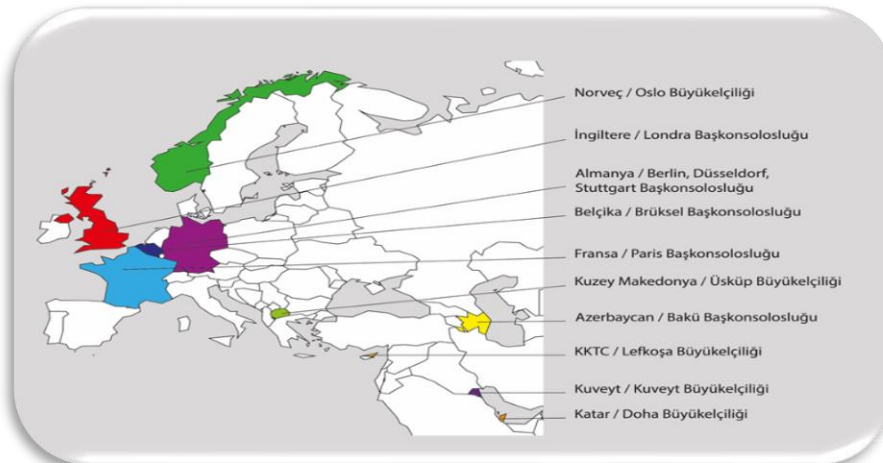 Norveç / Oslo Büyükelçiliği
İngiltere / Londra Başkonsolosluğu
Almanya / Berlin, Düsseldorf,
Stuttgart Başkonsolosluğu
Belçika / Brüksel Başkonsolosluğu
Fransa / Paris Başkonsolosluğu
Kuzey Makedonya / Üsküp Büyükelçiliği
Azerbaycan / Bakü Başkonsolosluğu
KKTC / Lefkoşa Büyükelçiliği
Kuveyt / Kuveyt Büyükelçiliği
Katar / Doha Büyükelçiliği